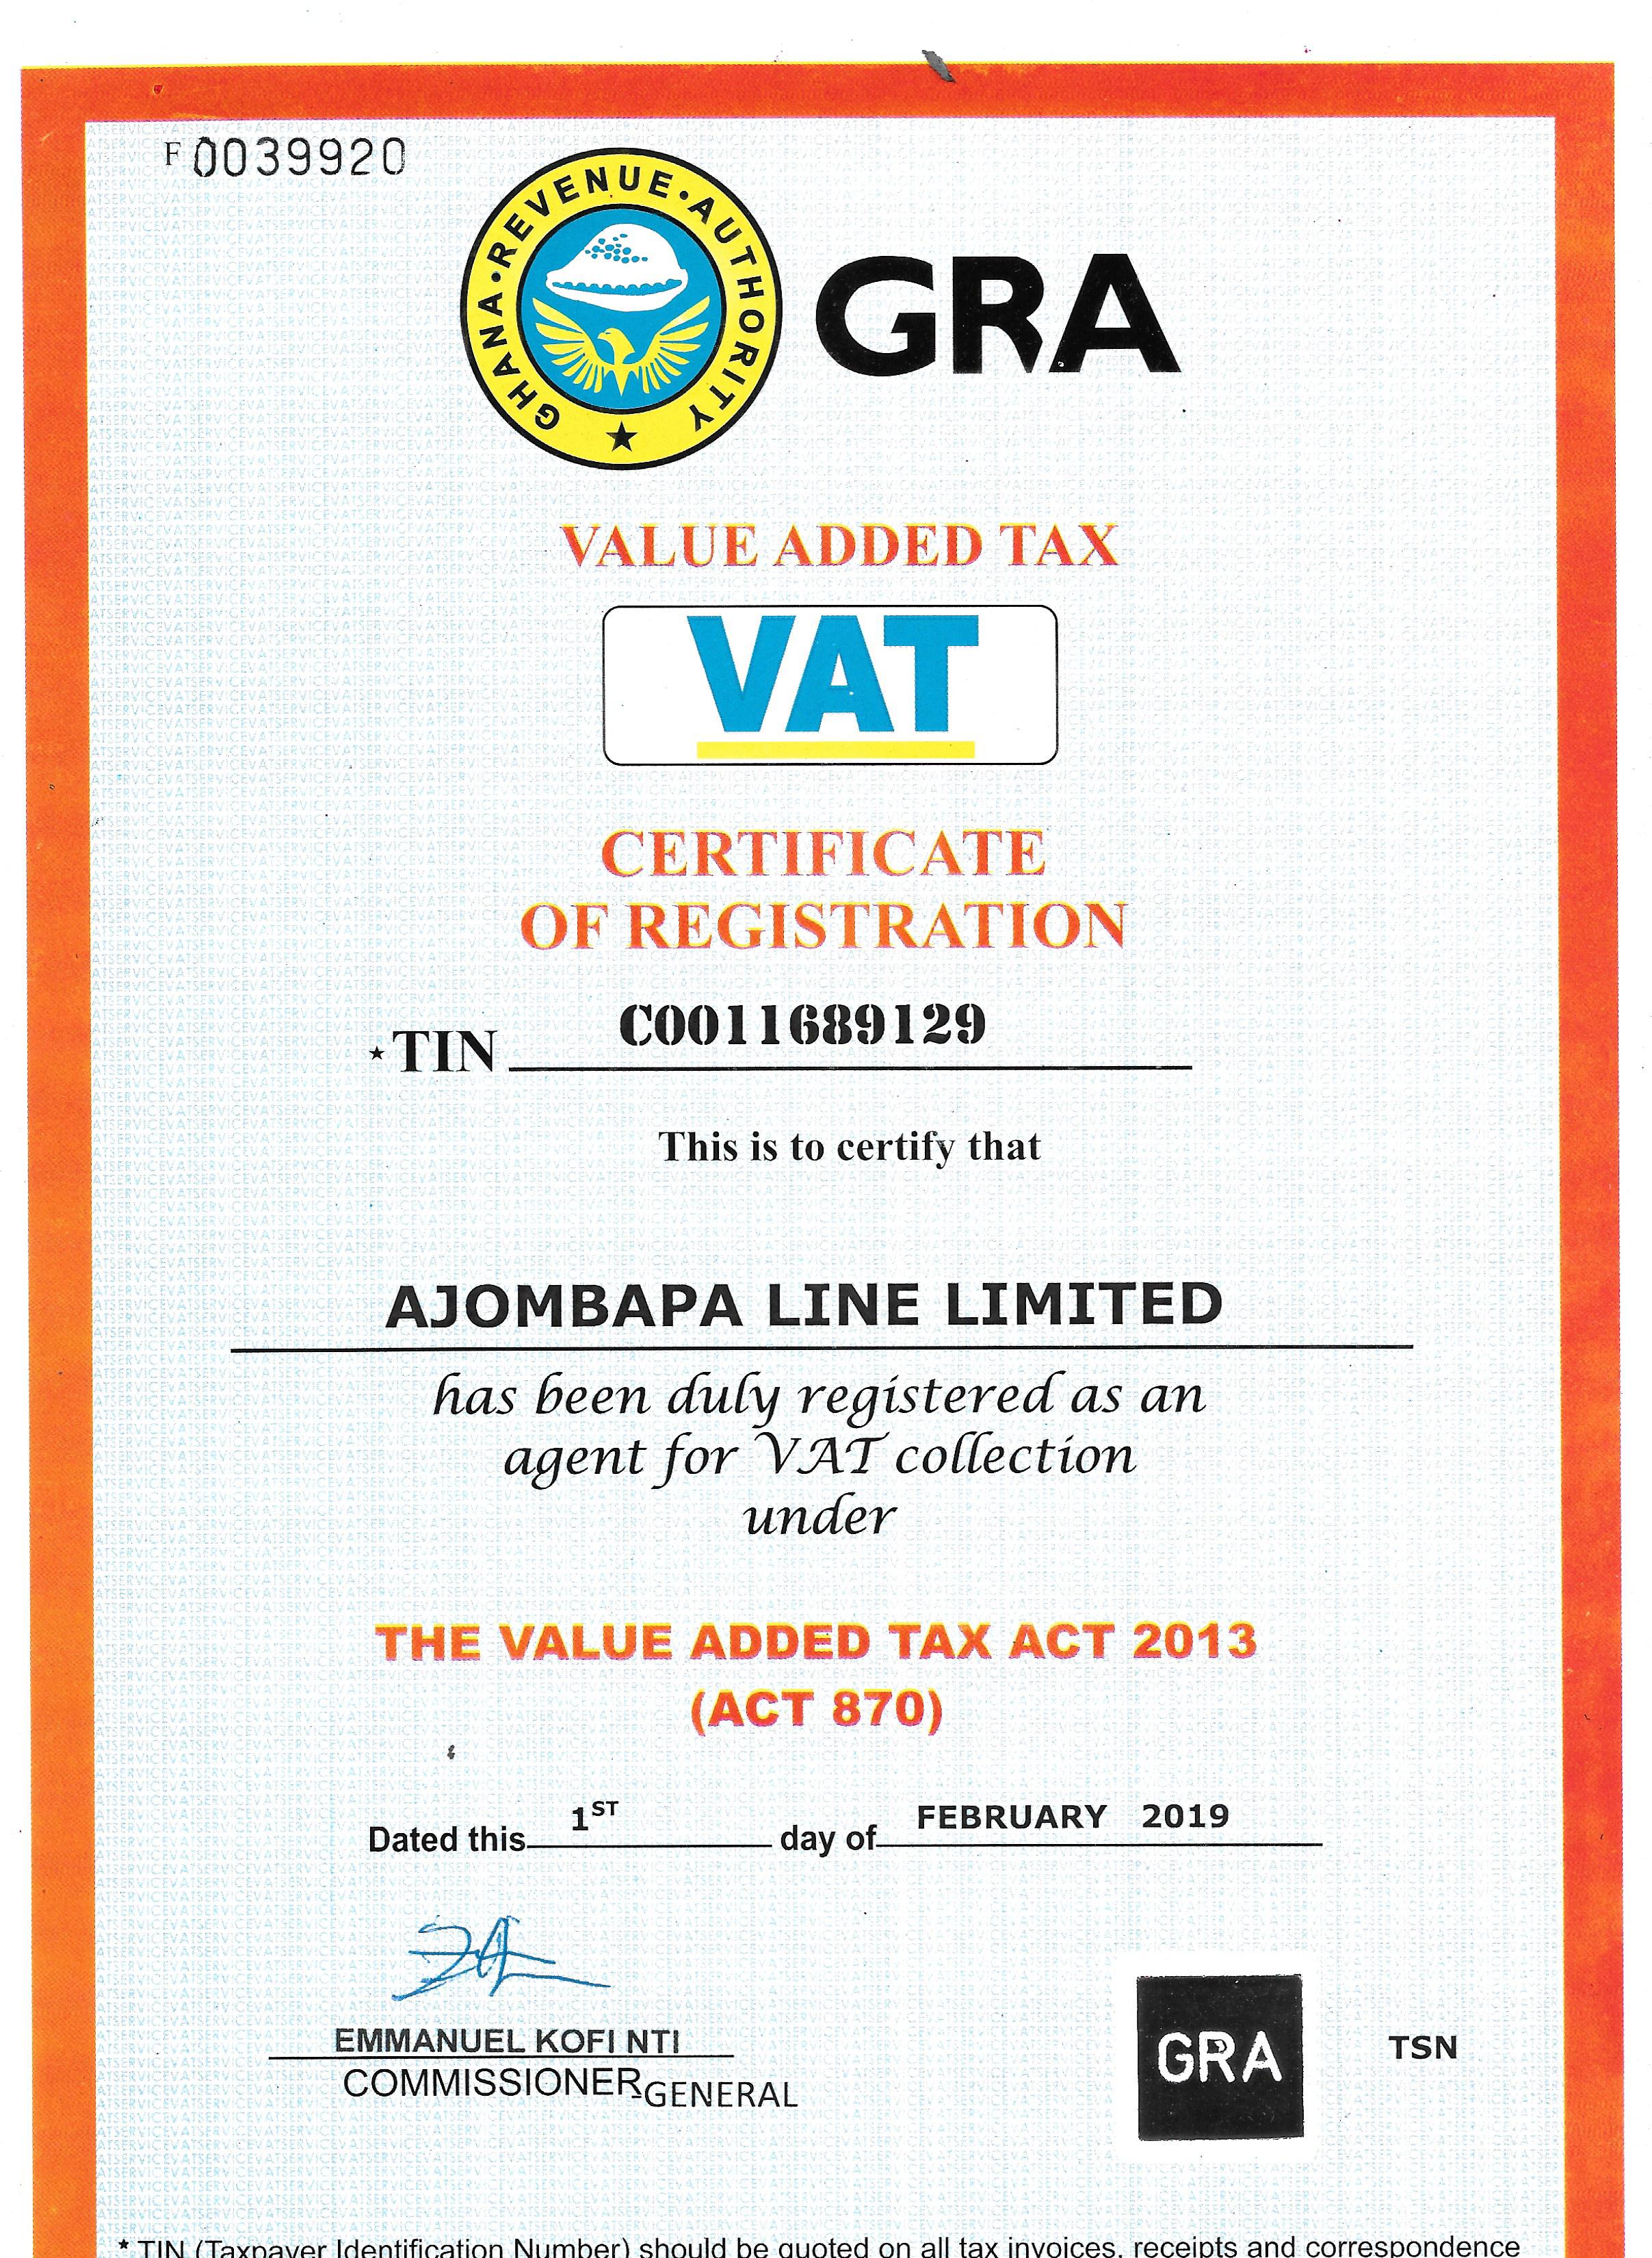 F 0039920
GHANA·REVENUE·AUTHORITY
GRA
VALUE ADDED TAX
VAT
CERTIFICATE
OF REGISTRATION
*TIN C0011689129
This is to certify that
AJOMBAPA LINE LIMITED
has been duly registered as an
agent for VAT collection
under
THE VALUE ADDED TAX ACT 2013
(ACT 870)
Dated this 1ST day of FEBRUARY 2019
EMMANUEL KOFI NTI
COMMISSIONER-GENERAL
GRA
TSN
* TIN (Taxpayer Identification Number) should be quoted on all tax invoices, receipts and correspondence